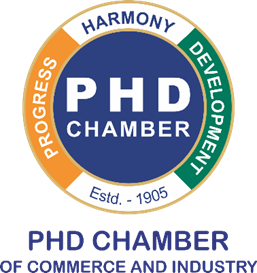 HARMONY
PROGRESS
DEVELOPMENT
PHD
CHAMBER
Estd. - 1905
PHD CHAMBER
OF COMMERCE AND INDUSTRY